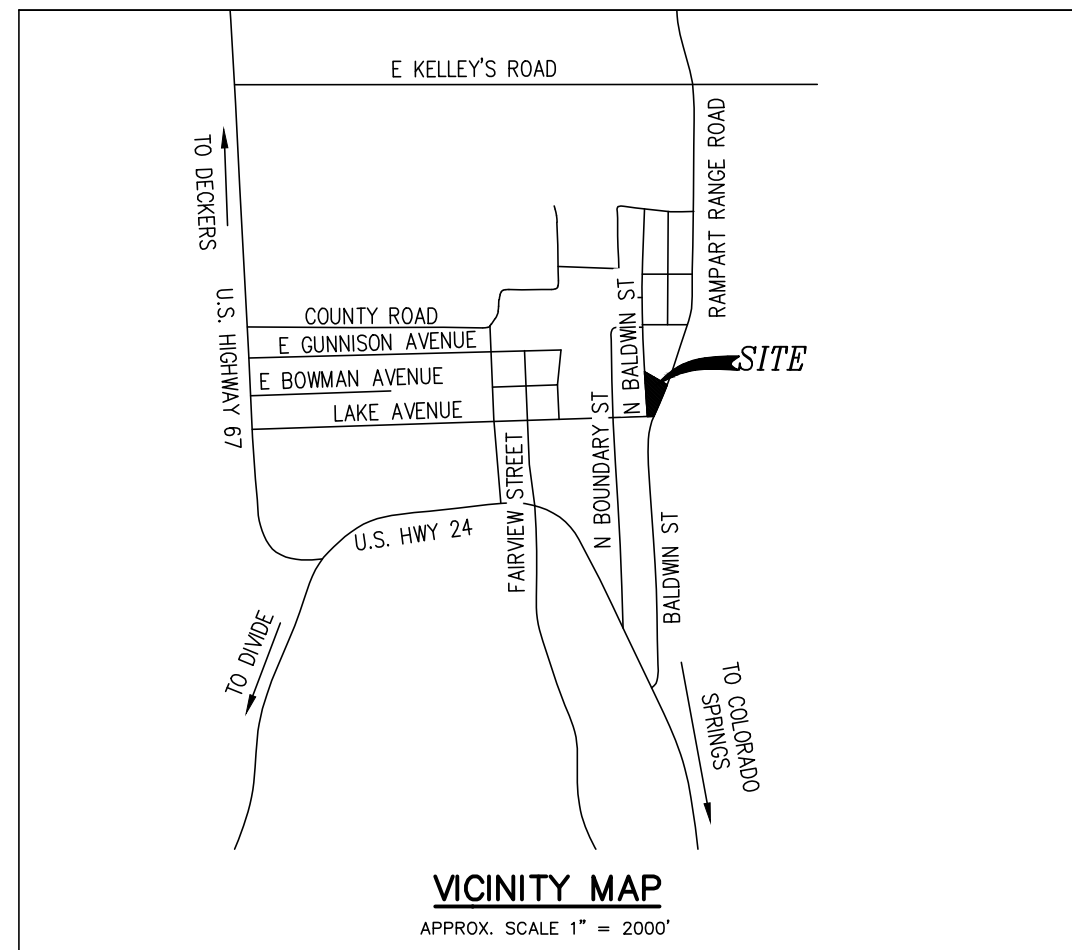 E KELLEY'S ROAD
TO DECKERS
RAMPART RANGE ROAD
U.S. HIGHWAY 67
COUNTY ROAD
E GUNNISON AVENUE
E BOWMAN AVENUE
LAKE AVENUE
N BALDWIN ST
SITE
N BOUNDARY ST
FAIRVIEW STREET
U.S. HWY 24
BALDWIN ST
TO DIVIDE
TO COLORADO
SPRINGS
VICINITY MAP
APPROX. SCALE 1" = 2000'